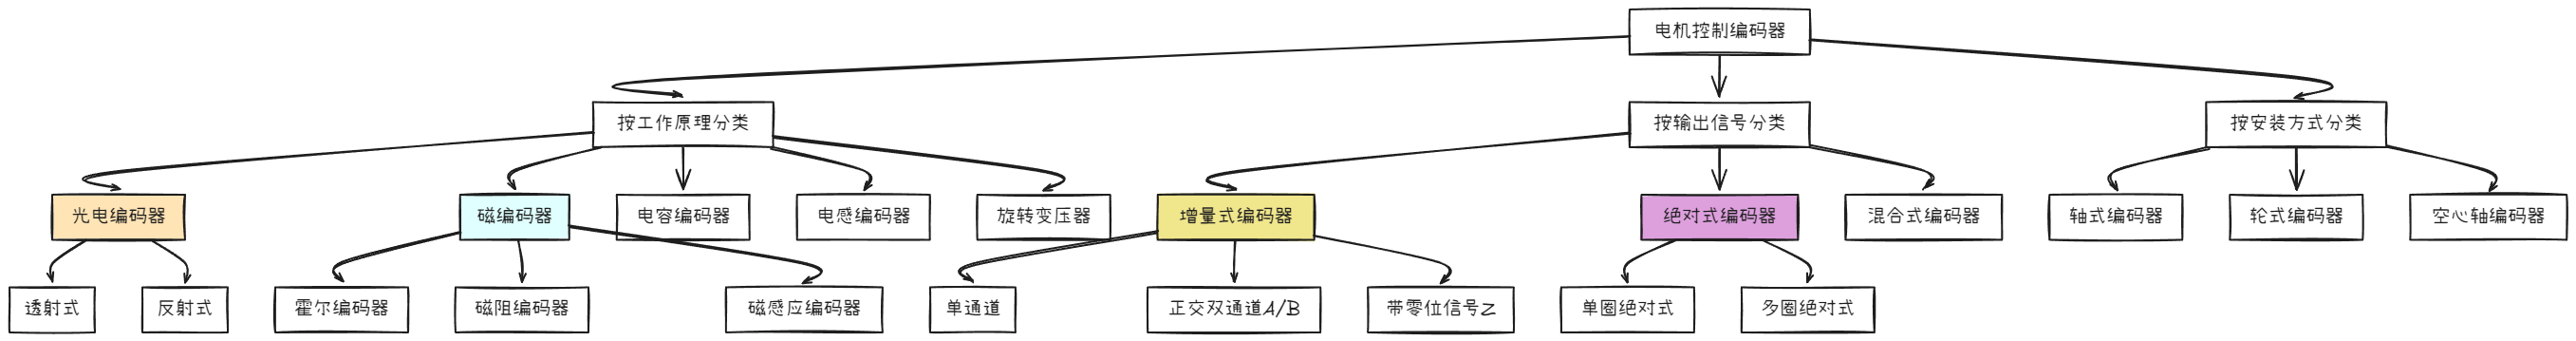 电机控制编码器
按工作原理分类
按输出信号分类
按安装方式分类
光电编码器
磁编码器
电容编码器
电感编码器
旋转变压器
增量式编码器
绝对式编码器
混合式编码器
轴式编码器
轮式编码器
空心轴编码器
透射式
反射式
霍尔编码器
磁阻编码器
磁感应编码器
单通道
正交双通道A/B
带零位信号Z
单圈绝对式
多圈绝对式